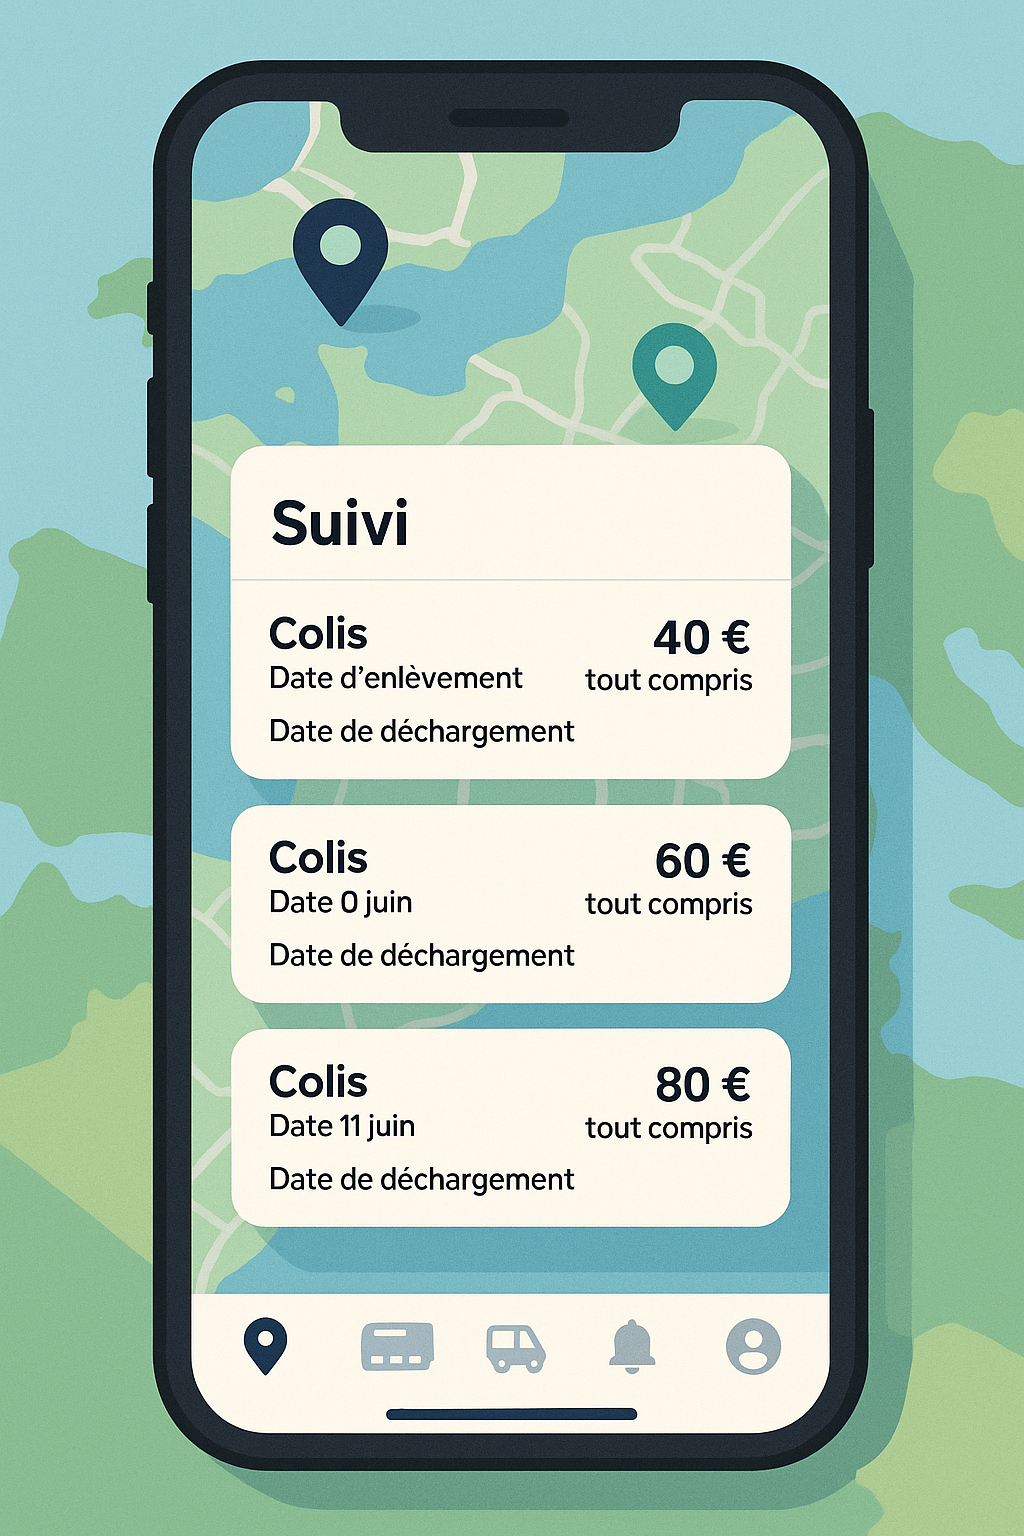 Suivi
Colis
40 €
Date d'enlèvement
tout compris
Date de déchargement
Colis
60 €
Date 0 juin
tout compris
Date de déchargement
Colis
80 €
Date 11 juin
tout compris
Date de déchargement